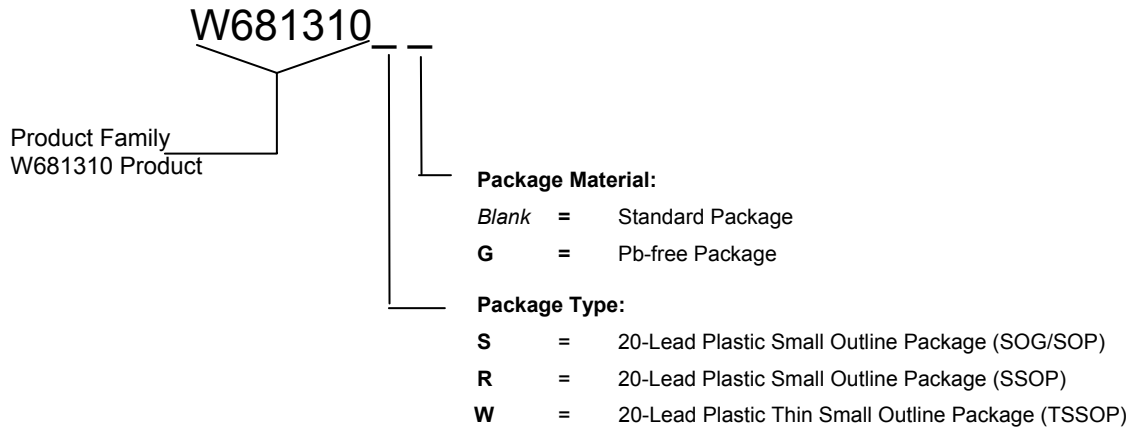 W681310_ _
Product Family
W681310 Product
Package Material:
Blank = Standard Package
G = Pb-free Package
Package Type:
S = 20-Lead Plastic Small Outline Package (SOG/SOP)
R = 20-Lead Plastic Small Outline Package (SSOP)
W = 20-Lead Plastic Thin Small Outline Package (TSSOP)